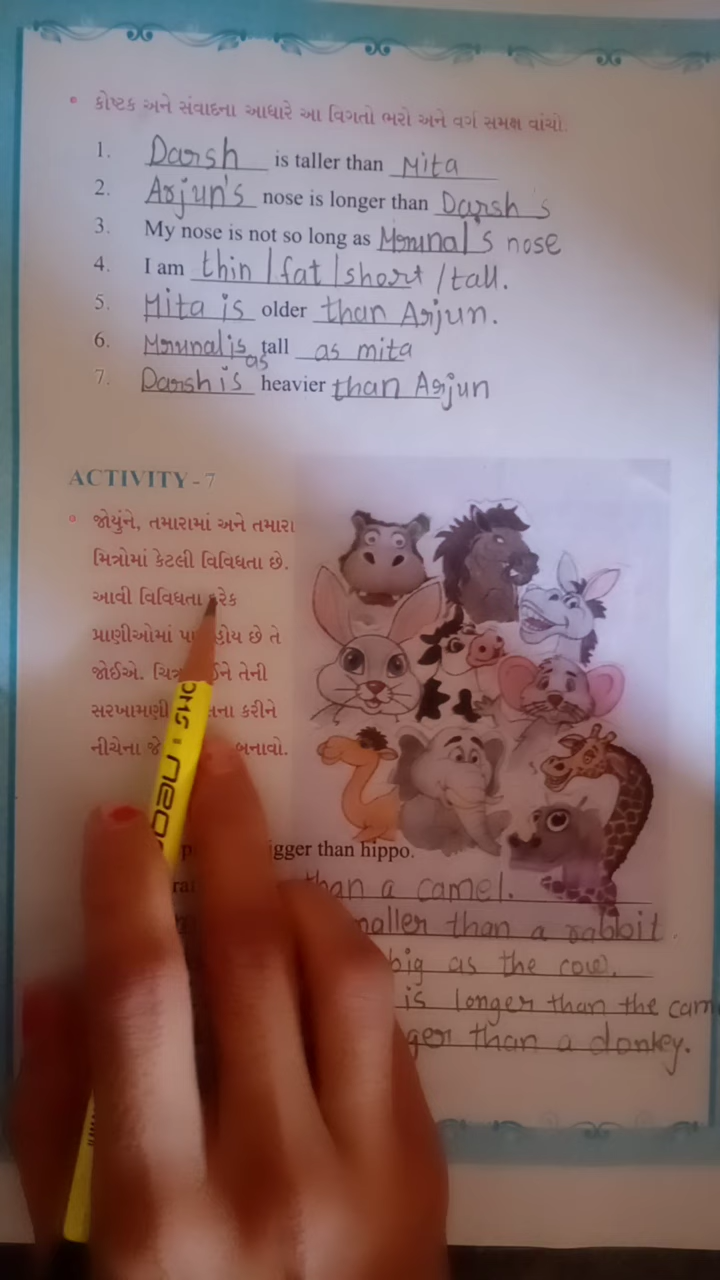 કોષ્ટક અને સંવાદના આધારે આ વિગતો ભરો અને વર્ગ સમક્ષ વાંચો.
1. Darsh is taller than Mita
2. Arjun's nose is longer than Darsh's
3. My nose is not so long as Mrunal's nose
4. I am thin / fat / short / tall.
5. Mita is older than Arjun.
6. Mrunal is as tall as mita
7. Darsh is heavier than Arjun
ACTIVITY - 7
જોયુંને, તમારામાં અને તમારા
મિત્રોમાં કેટલી વિવિધતા છે.
આવી વિવિધતા
પ્રાણીઓમાં હોય છે તે
જોઈએ. તેની
સરખામણી કરીને
નીચેના બનાવો.
than hippo.
than a camel.
than a rabbit.
big as the cow.
is longer than the
than a donkey.
neo